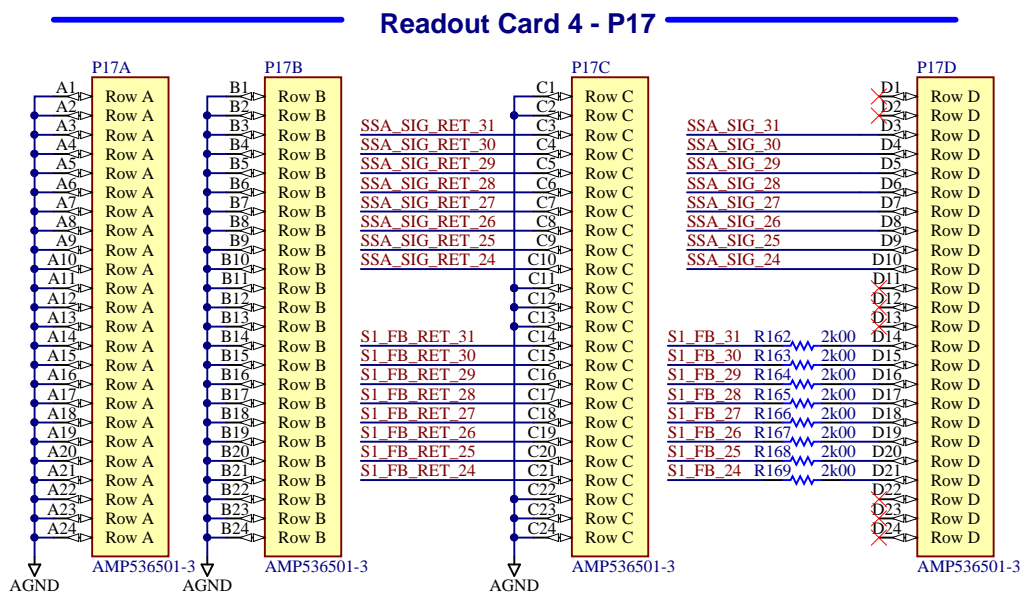 Readout Card 4 - P17
P17A P17B P17C P17D
A1 Row A B1 Row B C1 Row C D1 Row D
A2 Row A B2 Row B C2 Row C D2 Row D
A3 Row A B3 Row B SSA_SIG_RET_31 C3 Row C SSA_SIG_31 D3 Row D
A4 Row A B4 Row B SSA_SIG_RET_30 C4 Row C SSA_SIG_30 D4 Row D
A5 Row A B5 Row B SSA_SIG_RET_29 C5 Row C SSA_SIG_29 D5 Row D
A6 Row A B6 Row B SSA_SIG_RET_28 C6 Row C SSA_SIG_28 D6 Row D
A7 Row A B7 Row B SSA_SIG_RET_27 C7 Row C SSA_SIG_27 D7 Row D
A8 Row A B8 Row B SSA_SIG_RET_26 C8 Row C SSA_SIG_26 D8 Row D
A9 Row A B9 Row B SSA_SIG_RET_25 C9 Row C SSA_SIG_25 D9 Row D
A10 Row A B10 Row B SSA_SIG_RET_24 C10 Row C SSA_SIG_24 D10 Row D
A11 Row A B11 Row B C11 Row C D11 Row D
A12 Row A B12 Row B C12 Row C D12 Row D
A13 Row A B13 Row B C13 Row C D13 Row D
A14 Row A B14 Row B S1_FB_RET_31 C14 Row C S1_FB_31 R162 2k00 D14 Row D
A15 Row A B15 Row B S1_FB_RET_30 C15 Row C S1_FB_30 R163 2k00 D15 Row D
A16 Row A B16 Row B S1_FB_RET_29 C16 Row C S1_FB_29 R164 2k00 D16 Row D
A17 Row A B17 Row B S1_FB_RET_28 C17 Row C S1_FB_28 R165 2k00 D17 Row D
A18 Row A B18 Row B S1_FB_RET_27 C18 Row C S1_FB_27 R166 2k00 D18 Row D
A19 Row A B19 Row B S1_FB_RET_26 C19 Row C S1_FB_26 R167 2k00 D19 Row D
A20 Row A B20 Row B S1_FB_RET_25 C20 Row C S1_FB_25 R168 2k00 D20 Row D
A21 Row A B21 Row B S1_FB_RET_24 C21 Row C S1_FB_24 R169 2k00 D21 Row D
A22 Row A B22 Row B C22 Row C D22 Row D
A23 Row A B23 Row B C23 Row C D23 Row D
A24 Row A B24 Row B C24 Row C D24 Row D
AMP536501-3 AMP536501-3 AMP536501-3 AMP536501-3
AGND AGND AGND